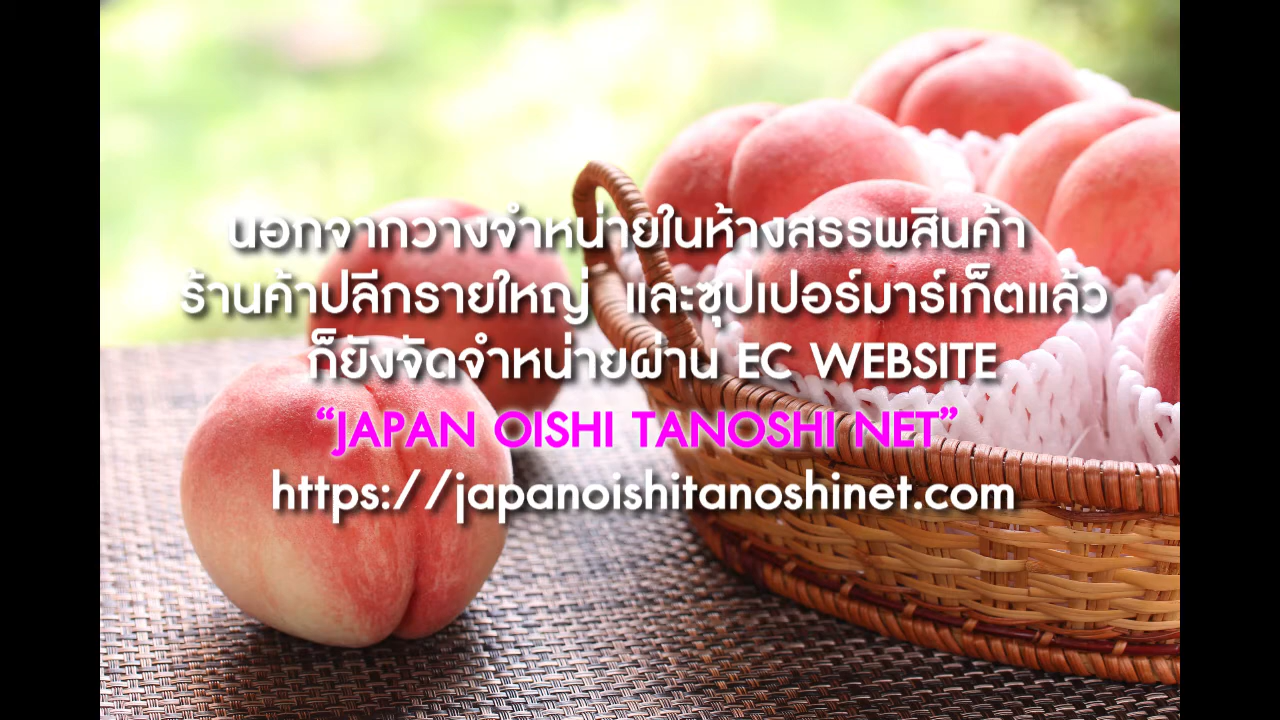 นอกจากวางจำหน่ายในห้างสรรพสินค้า
ร้านค้าปลีกรายใหญ่ และซุปเปอร์มาร์เก็ตแล้ว
ก็ยังจัดจำหน่ายผ่าน EC WEBSITE
“JAPAN OISHI TANOSHI NET”
https://japanoishitanoshinet.com